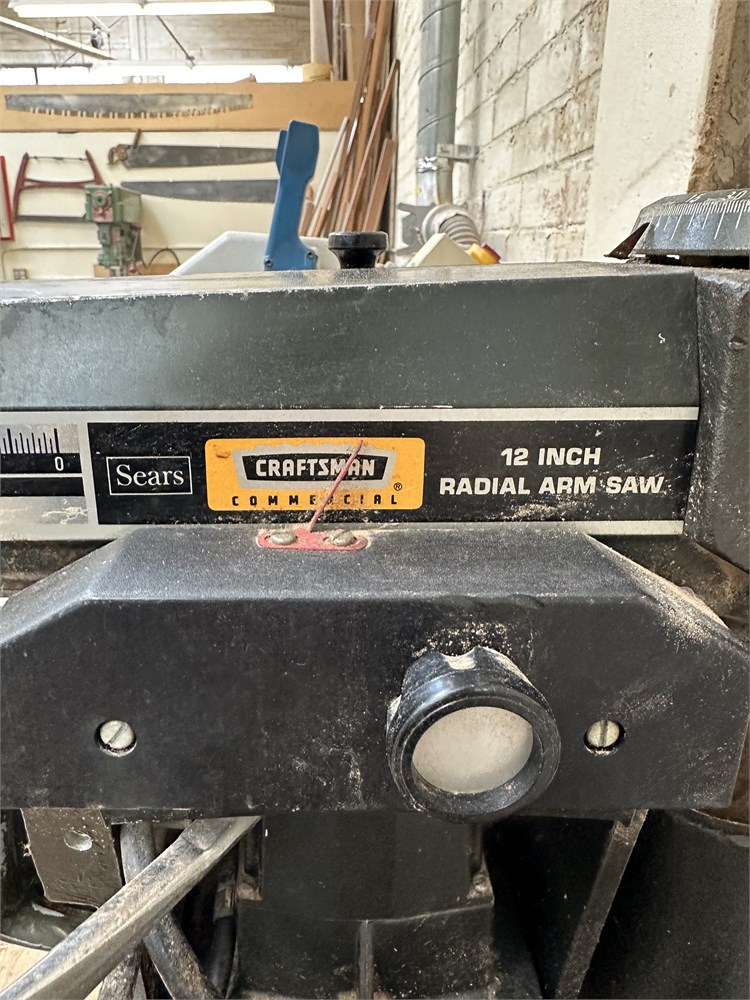 0
Sears
CRAFTSMAN®
COMMERCIAL
12 INCH
RADIAL ARM SAW